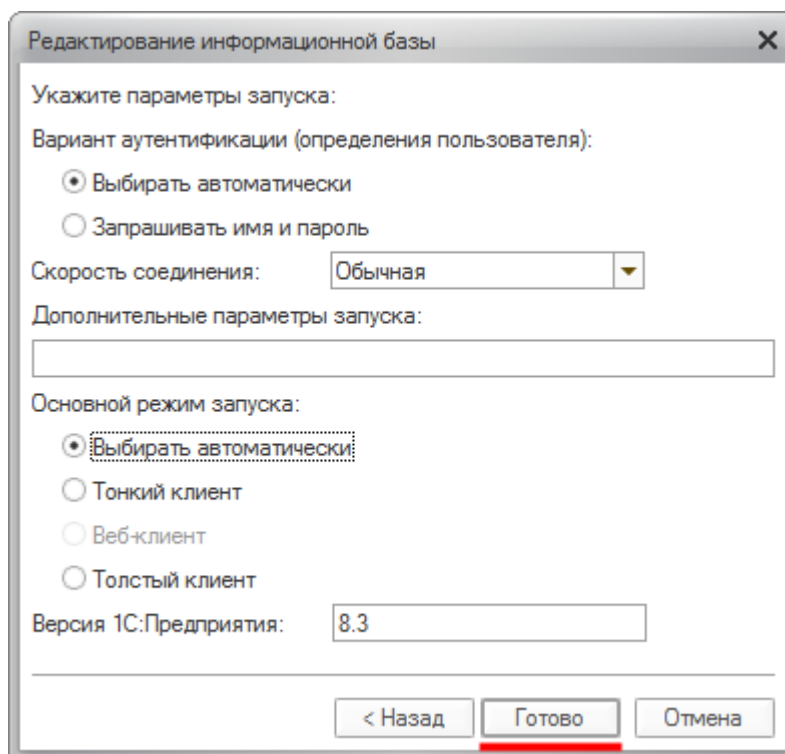 Редактирование информационной базы
Укажите параметры запуска:
Вариант аутентификации (определения пользователя):
Выбирать автоматически
Запрашивать имя и пароль
Скорость соединения: Обычная
Дополнительные параметры запуска:
Основной режим запуска:
Выбирать автоматически
Тонкий клиент
Веб-клиент
Толстый клиент
Версия 1С:Предприятия: 8.3
< Назад Готово Отмена